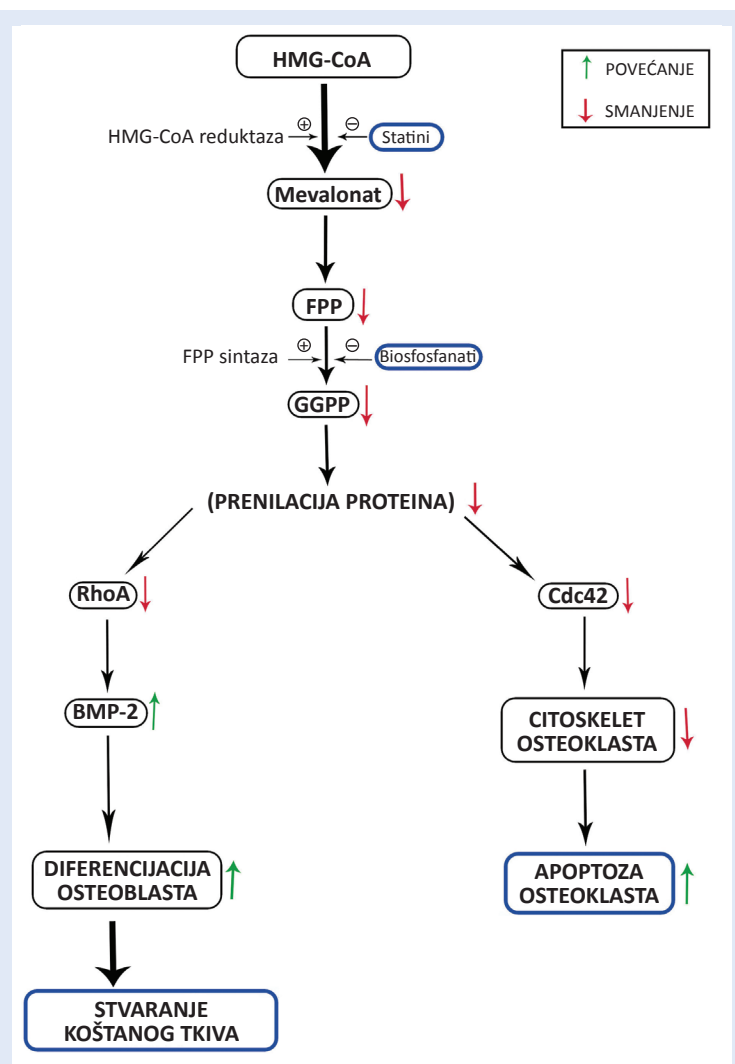 HMG-CoA
↑ POVEĆANJE
↓ SMANJENJE
HMG-CoA reduktaza
⊕
⊖
Statini
Mevalonat ↓
FPP ↓
FPP sintaza
⊕
⊖
Biosfosfanati
GGPP ↓
(PRENILACIJA PROTEINA) ↓
RhoA ↓
Cdc42 ↓
BMP-2 ↑
CITOSKELET
OSTEOKLASTA ↓
DIFERENCIJACIJA
OSTEOBLASTA ↑
APOPTOZA
OSTEOKLASTA ↑
STVARANJE
KOŠTANOG TKIVA